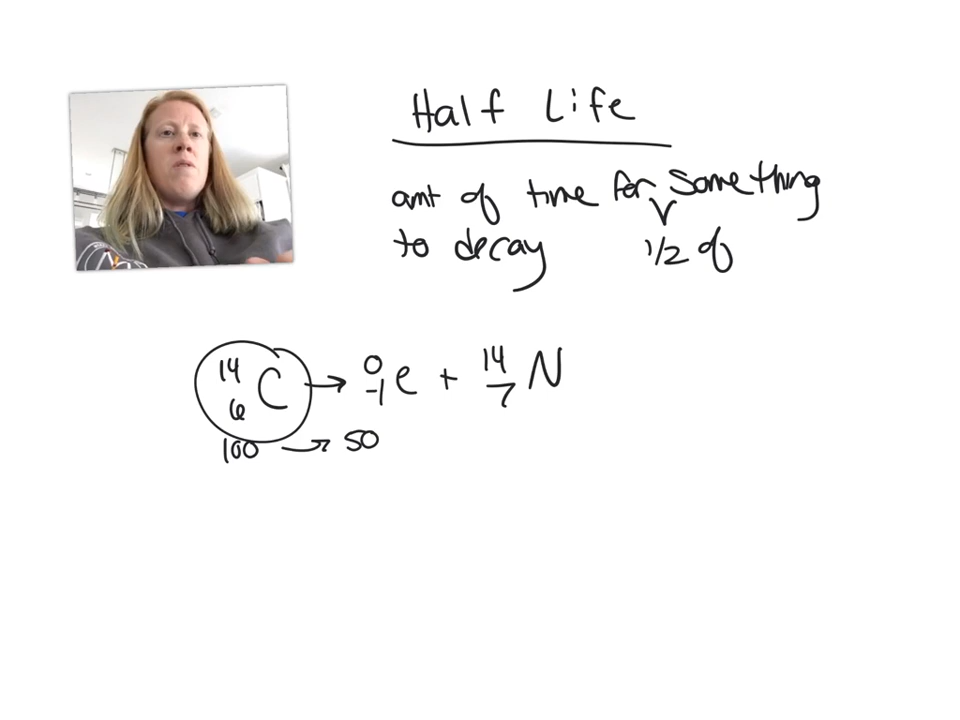 Half Life
amt of time for something
to decay 1/2 of
14 6 C → 0 -1 e + 14 7 N
100 → 50